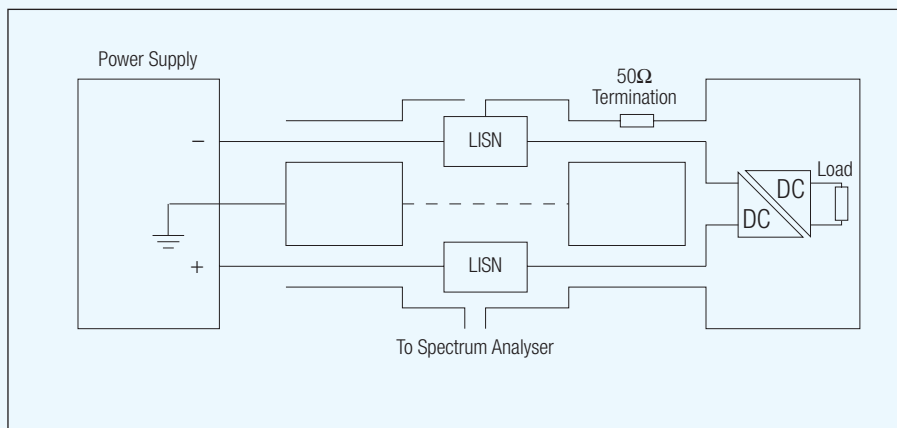 Power Supply
50Ω
Termination
−
LISN
Load
DC
DC
+
LISN
To Spectrum Analyser